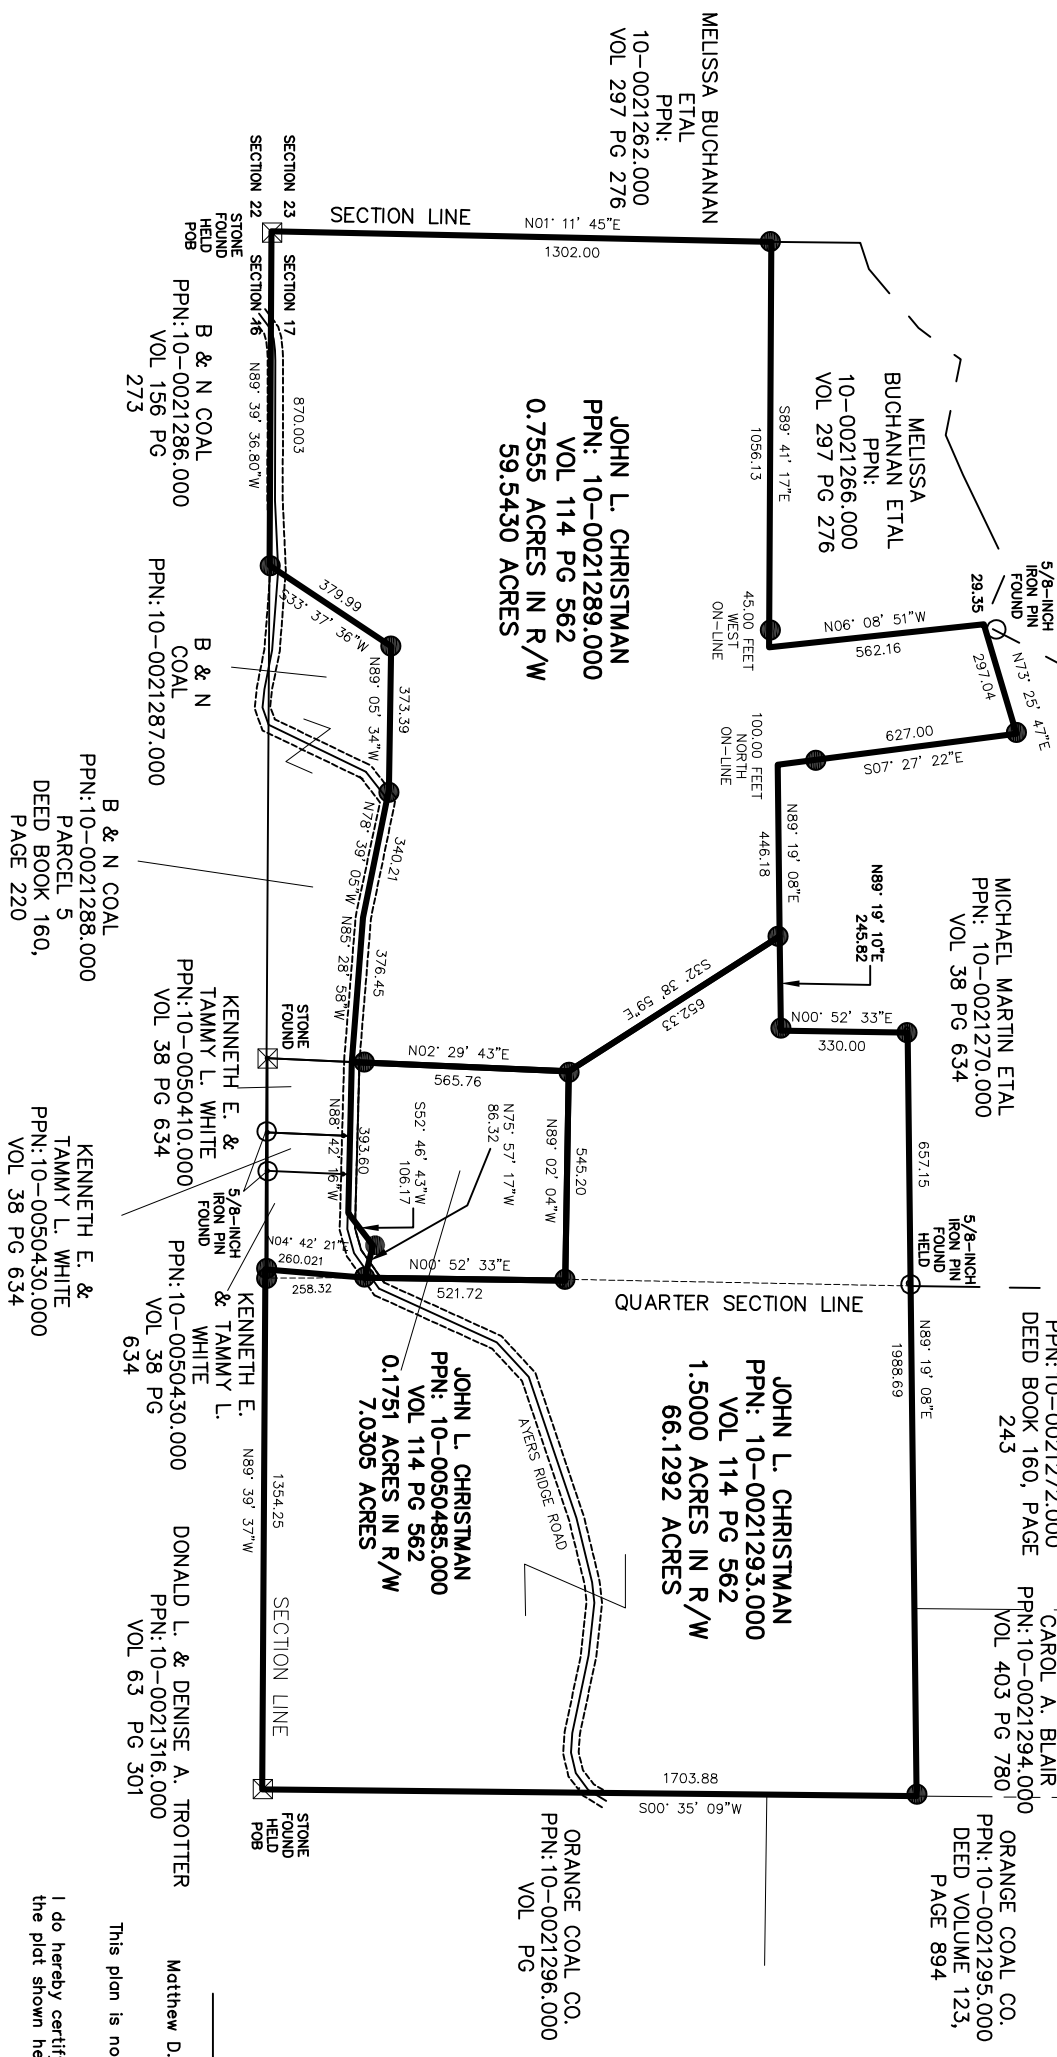 MELISSA BUCHANAN
ETAL
PPN:
10-0021262.000
VOL 297 PG 276
SECTION 23
SECTION 22
SECTION 17
SECTION 16
STONE
FOUND
HELD
POB
SECTION LINE
N01° 11' 45"E
1302.00
B & N COAL
PPN:10-0021286.000
VOL 156 PG
273
870.003
N89° 39' 36.80"W
MELISSA
BUCHANAN ETAL
PPN:
10-0021266.000
VOL 297 PG 276
S89° 41' 17"E
1056.13
JOHN L. CHRISTMAN
PPN: 10-0021289.000
VOL 114 PG 562
0.7555 ACRES IN R/W
59.5430 ACRES
5/8-INCH
IRON PIN
FOUND
29.35
N73° 25' 47"E
297.04
N06° 08' 51"W
562.16
45.00 FEET
WEST
ON-LINE
627.00
S07° 27' 22"E
100.00 FEET
NORTH
ON-LINE
379.99
S33° 37' 36"W
373.39
N89° 05' 34"W
B & N
COAL
PPN:10-0021287.000
B & N COAL
PPN:10-0021288.000
PARCEL 5
DEED BOOK 160,
PAGE 220
340.21
N78° 39' 05"W
376.45
N85° 28' 58"W
N89° 19' 08"E
446.18
N89° 19' 10"E
245.82
MICHAEL MARTIN ETAL
PPN: 10-0021270.000
VOL 38 PG 634
S32° 38' 59"E
652.33
N00° 52' 33"E
330.00
N02° 29' 43"E
565.76
545.20
N89° 02' 04"W
N75° 57' 17"W
86.32
S52° 46' 43"W
106.17
393.60
N88° 42' 16"W
STONE
FOUND
KENNETH E. &
TAMMY L. WHITE
PPN:10-0050410.000
VOL 38 PG 634
KENNETH E. &
TAMMY L. WHITE
PPN:10-0050430.000
VOL 38 PG 634
5/8-INCH
IRON PIN
FOUND
KENNETH E.
& TAMMY L.
WHITE
PPN:10-0050430.000
VOL 38 PG
634
N04° 42' 21"E
260.021
258.32
N00° 52' 33"E
521.72
657.15
5/8-INCH
IRON PIN
FOUND
HELD
QUARTER SECTION LINE
N89° 19' 08"E
1988.69
PPN:10-0021272.000
DEED BOOK 160, PAGE
243
JOHN L. CHRISTMAN
PPN: 10-0021293.000
VOL 114 PG 562
1.5000 ACRES IN R/W
66.1292 ACRES
JOHN L. CHRISTMAN
PPN: 10-0050485.000
VOL 114 PG 562
0.1751 ACRES IN R/W
7.0305 ACRES
AYERS RIDGE ROAD
1354.25
N89° 39' 37"W
SECTION LINE
DONALD L. & DENISE A. TROTTER
PPN:10-0021316.000
VOL 63 PG 301
CAROL A. BLAIR
PPN:10-0021294.000
VOL 403 PG 780
1703.88
S00° 35' 09"W
STONE
FOUND
HELD
POB
ORANGE COAL CO.
PPN:10-0021295.000
DEED VOLUME 123,
PAGE 894
ORANGE COAL CO.
PPN:10-0021296.000
VOL PG
Matthew D.
This plan is no
I do hereby certif
the plat shown he